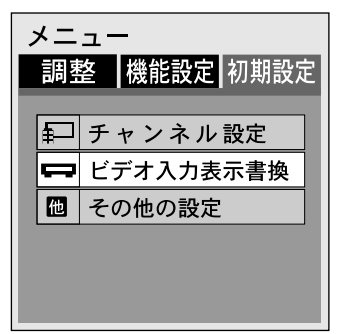 メニュー
調整 機能設定 初期設定
チャンネル設定
ビデオ入力表示書換
他 その他の設定